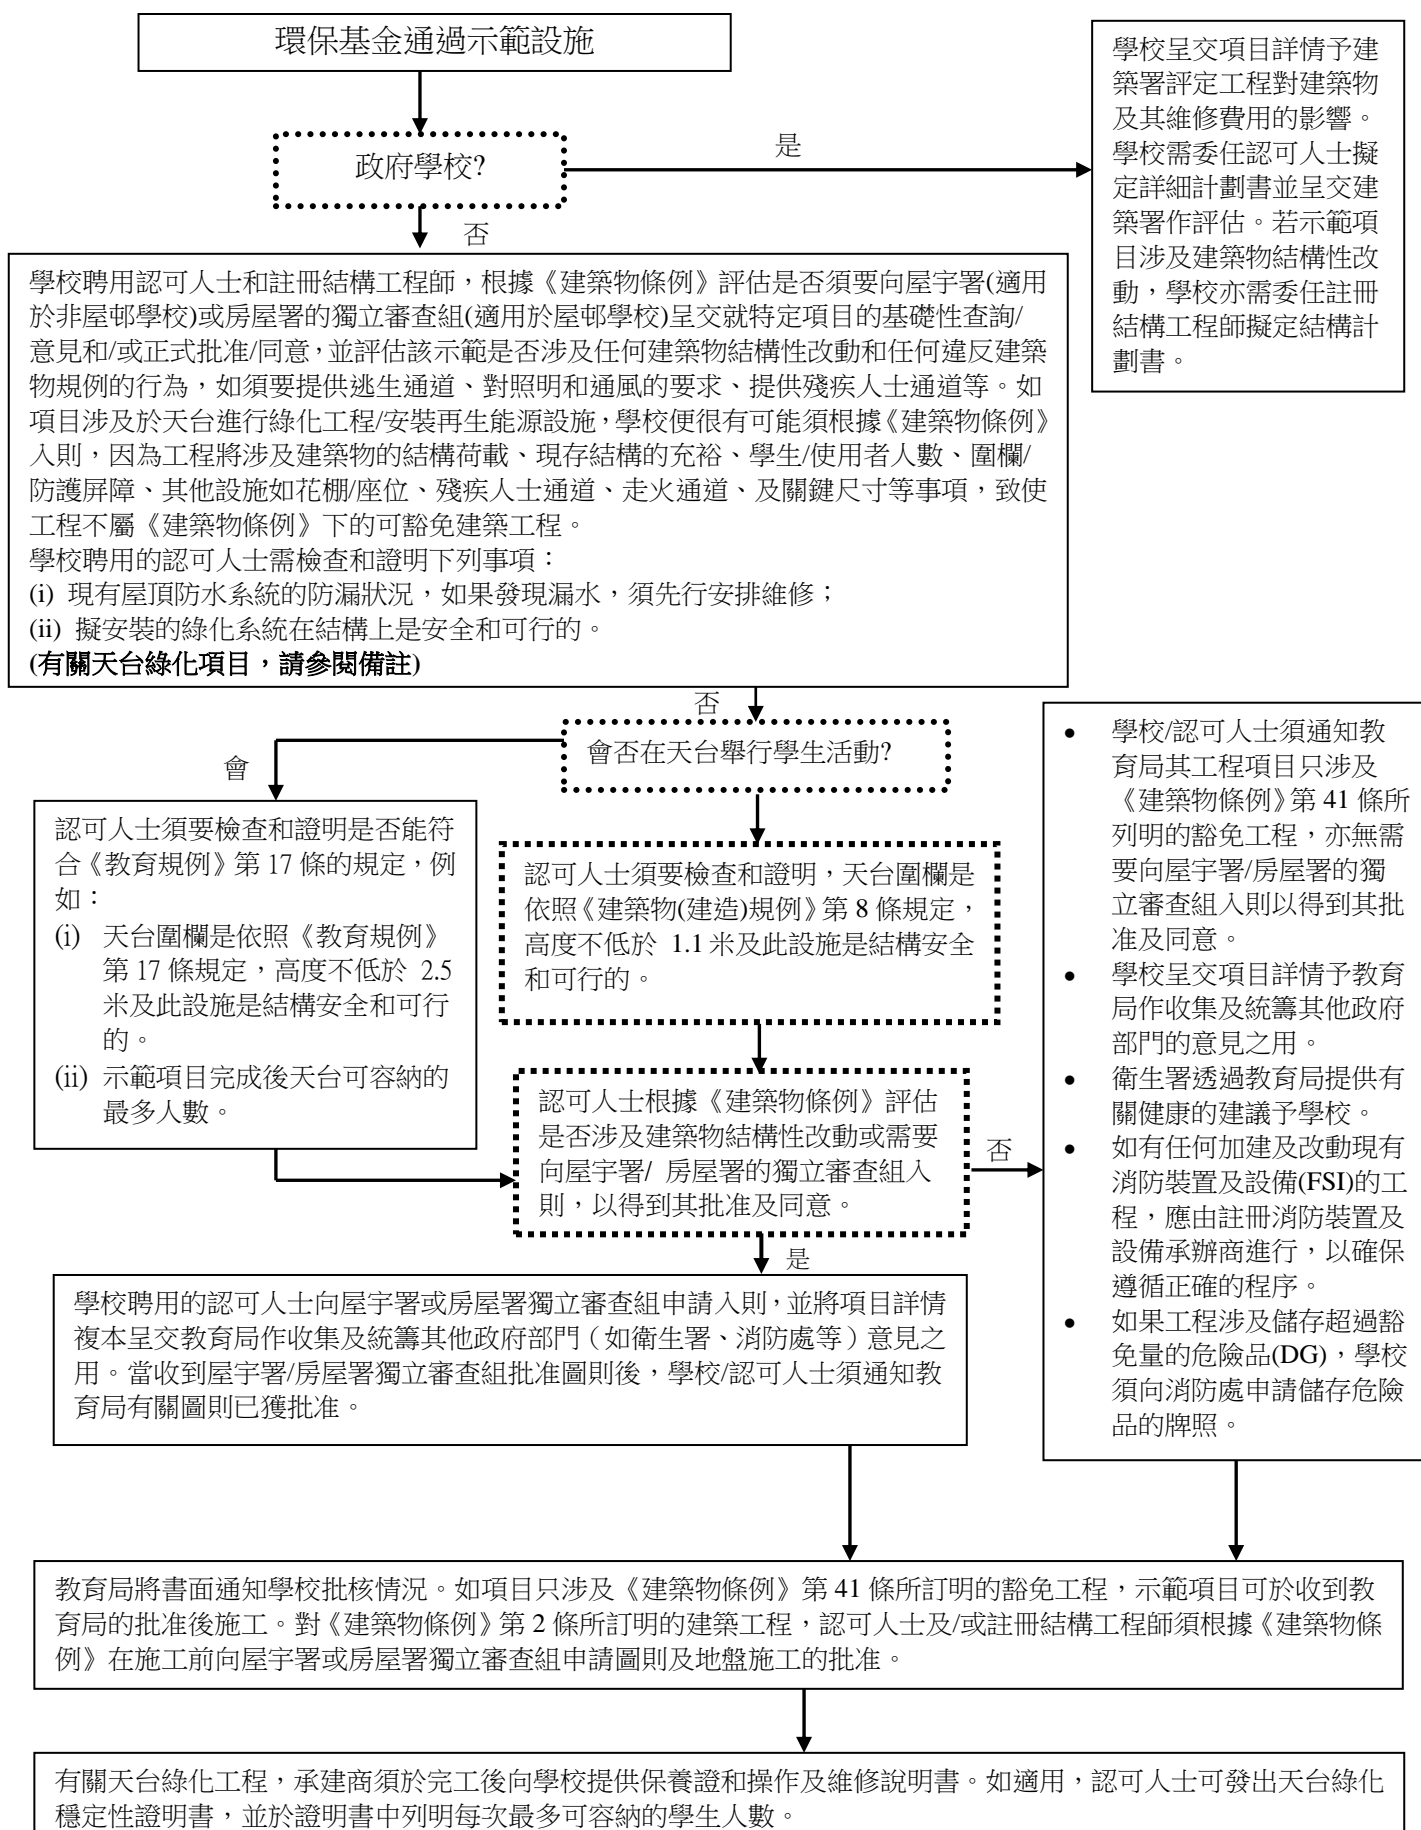 環保基金通過示範設施
政府學校?
是
學校呈交項目詳情予建
築署評定工程對建築物
及其維修費用的影響。
學校需委任認可人士擬
定詳細計劃書並呈交建
築署作評估。若示範項
目涉及建築物結構性改
動，學校亦需委任註冊
結構工程師擬定結構計
劃書。
否
學校聘用認可人士和註冊結構工程師，根據《建築物條例》評估是否須要向屋宇署(適用
於非屋邨學校)或房屋署的獨立審查組(適用於屋邨學校)呈交就特定項目的基礎性查詢/
意見和/或正式批准/同意，並評估該示範是否涉及任何建築物結構性改動和任何違反建築
物規例的行為，如須要提供逃生通道、對照明和通風的要求、提供殘疾人士通道等。如
項目涉及於天台進行綠化工程/安裝再生能源設施，學校便很有可能須根據《建築物條例》
入則，因為工程將涉及建築物的結構荷載、現存結構的充裕、學生/使用者人數、圍欄/
防護屏障、其他設施如花棚/座位、殘疾人士通道、走火通道、及關鍵尺寸等事項，致使
工程不屬《建築物條例》下的可豁免建築工程。
學校聘用的認可人士需檢查和證明下列事項：
(i) 現有屋頂防水系統的防漏狀況，如果發現漏水，須先行安排維修；
(ii) 擬安裝的綠化系統在結構上是安全和可行的。
(有關天台綠化項目，請參閱備註)
否
會否在天台舉行學生活動?
會
認可人士須要檢查和證明是否能符
合《教育規例》第 17 條的規定，例
如：
(i) 天台圍欄是依照《教育規例》
第 17 條規定，高度不低於 2.5
米及此設施是結構安全和可行
的。
(ii) 示範項目完成後天台可容納的
最多人數。
認可人士須要檢查和證明，天台圍欄是
依照《建築物(建造)規例》第 8 條規定，
高度不低於 1.1 米及此設施是結構安全
和可行的。
認可人士根據《建築物條例》評估
是否涉及建築物結構性改動或需要
向屋宇署/ 房屋署的獨立審查組入
則，以得到其批准及同意。
否
• 學校/認可人士須通知教
育局其工程項目只涉及
《建築物條例》第 41 條所
列明的豁免工程，亦無需
要向屋宇署/房屋署的獨
立審查組入則以得到其批
准及同意。
• 學校呈交項目詳情予教育
局作收集及統籌其他政府
部門的意見之用。
• 衛生署透過教育局提供有
關健康的建議予學校。
• 如有任何加建及改動現有
消防裝置及設備(FSI)的工
程，應由註冊消防裝置及
設備承辦商進行，以確保
遵循正確的程序。
• 如果工程涉及儲存超過豁
免量的危險品(DG)，學校
須向消防處申請儲存危險
品的牌照。
是
學校聘用的認可人士向屋宇署或房屋署獨立審查組申請入則，並將項目詳情
複本呈交教育局作收集及統籌其他政府部門（如衛生署、消防處等）意見之
用。當收到屋宇署/房屋署獨立審查組批准圖則後，學校/認可人士須通知教
育局有關圖則已獲批准。
教育局將書面通知學校批核情況。如項目只涉及《建築物條例》第 41 條所訂明的豁免工程，示範項目可於收到教
育局的批准後施工。對《建築物條例》第 2 條所訂明的建築工程，認可人士及/或註冊結構工程師須根據《建築物條
例》在施工前向屋宇署或房屋署獨立審查組申請圖則及地盤施工的批准。
有關天台綠化工程，承建商須於完工後向學校提供保養證和操作及維修說明書。如適用，認可人士可發出天台綠化
穩定性證明書，並於證明書中列明每次最多可容納的學生人數。